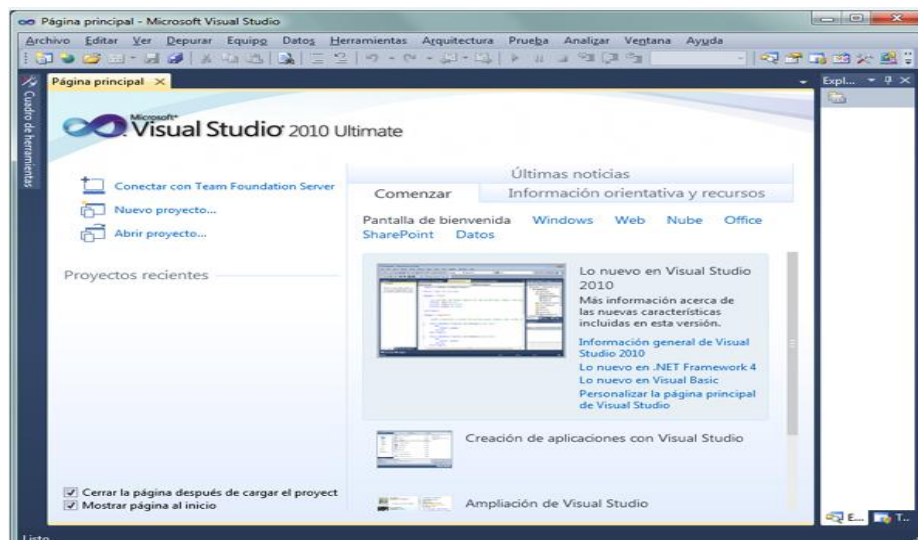 Página principal - Microsoft Visual Studio
Archivo Editar Ver Depurar Equipo Datos Herramientas Arquitectura Prueba Analizar Ventana Ayuda
Página principal
Expl...
Cuadro de herramientas
Microsoft
Visual Studio 2010 Ultimate
Conectar con Team Foundation Server
Nuevo proyecto...
Abrir proyecto...
Proyectos recientes
Últimas noticias
Comenzar Información orientativa y recursos
Pantalla de bienvenida Windows Web Nube Office
SharePoint Datos
Lo nuevo en Visual Studio
2010
Más información acerca de
las nuevas características
incluidas en esta versión.
Información general de Visual
Studio 2010
Lo nuevo en .NET Framework 4
Lo nuevo en Visual Basic
Personalizar la página principal
de Visual Studio
Creación de aplicaciones con Visual Studio
Ampliación de Visual Studio
Cerrar la página después de cargar el proyect
Mostrar página al inicio
E... T..
Listo